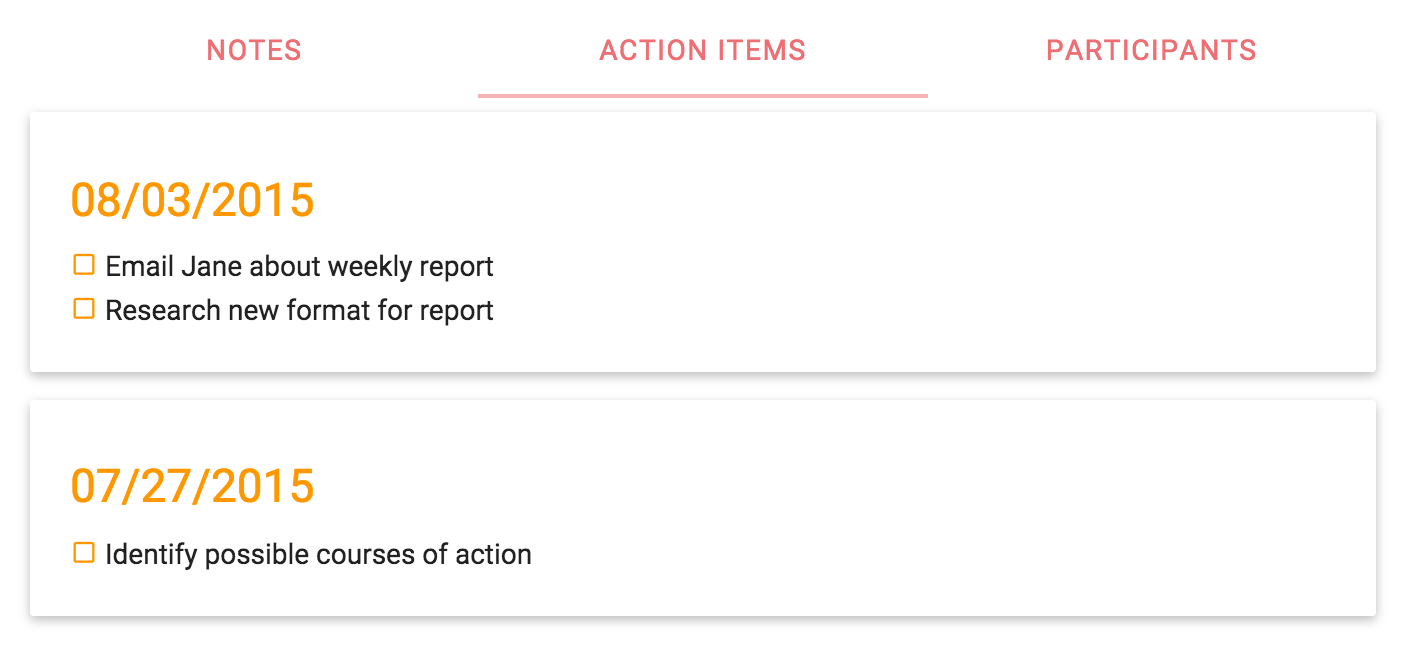 NOTES ACTION ITEMS PARTICIPANTS
08/03/2015
Email Jane about weekly report
Research new format for report
07/27/2015
Identify possible courses of action